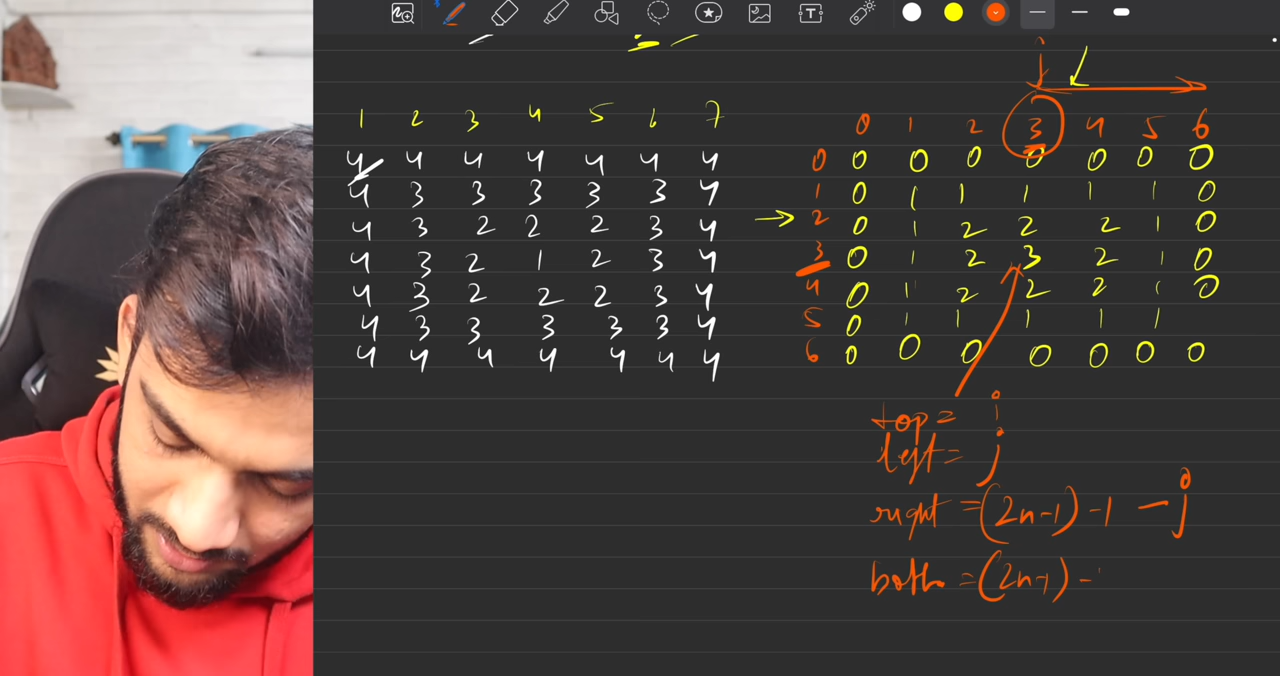 1 2 3 4 5 6 7
4 4 4 4 4 4 4
4 3 3 3 3 3 4
4 3 2 2 2 3 4
4 3 2 1 2 3 4
4 3 2 2 2 3 4
4 3 3 3 3 3 4
4 4 4 4 4 4 4
i
0 1 2 3 4 5 6
0 0 0 0 0 0 0 0
1 0 1 1 1 1 1 0
2 0 1 2 2 2 1 0
3 0 1 2 3 2 1 0
4 0 1 2 2 2 1 0
5 0 1 1 1 1 1
6 0 0 0 0 0 0 0
top = i
left = j
right = (2n-1) -1 - j
both = (2n-1) -